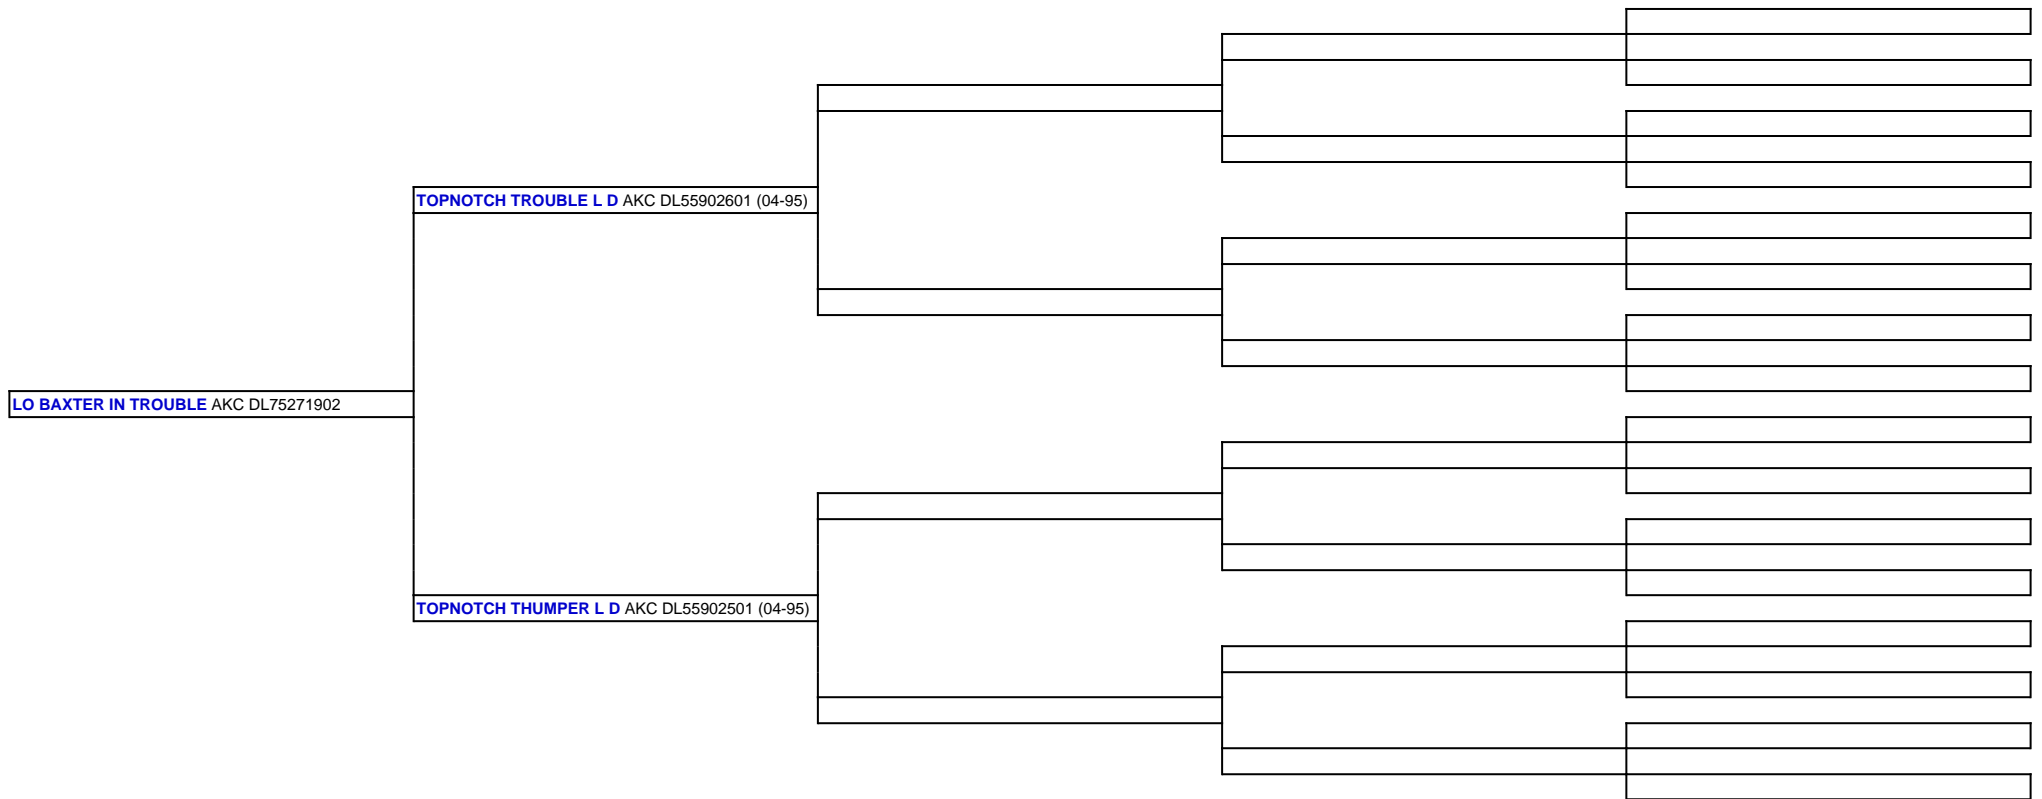 TOPNOTCH TROUBLE L D AKC DL55902601 (04-95)
LO BAXTER IN TROUBLE AKC DL75271902
TOPNOTCH THUMPER L D AKC DL55902501 (04-95)